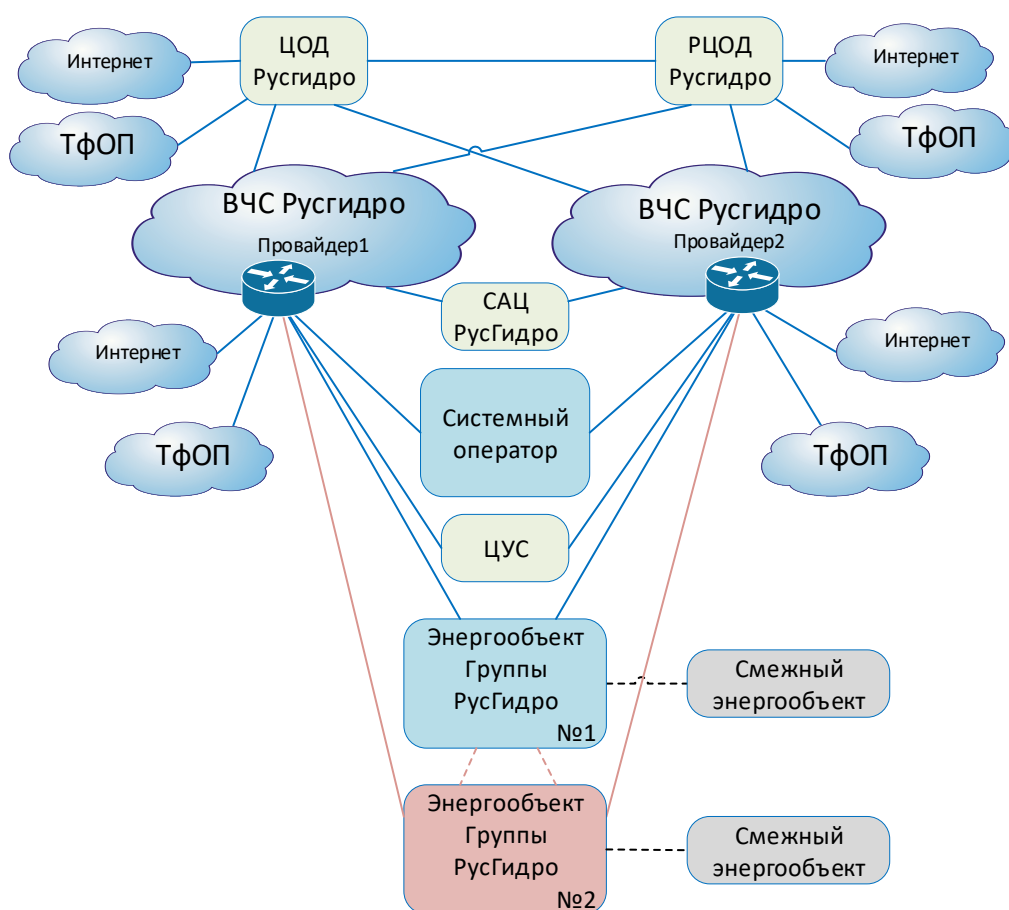 Интернет
ЦОД
Русгидро
РЦОД
Русгидро
Интернет
ТфОП
ТфОП
ВЧС Русгидро
Провайдер1
ВЧС Русгидро
Провайдер2
САЦ
РусГидро
Интернет
Интернет
Системный
оператор
ТфОП
ТфОП
ЦУС
Энергообъект
Группы
РусГидро
№1
Смежный
энергообъект
Энергообъект
Группы
РусГидро
№2
Смежный
энергообъект